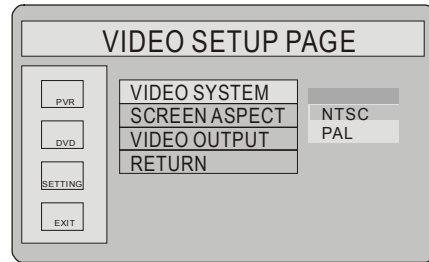 VIDEO SETUP PAGE
PVR
DVD
SETTING
EXIT
VIDEO SYSTEM
SCREEN ASPECT
VIDEO OUTPUT
RETURN
NTSC
PAL